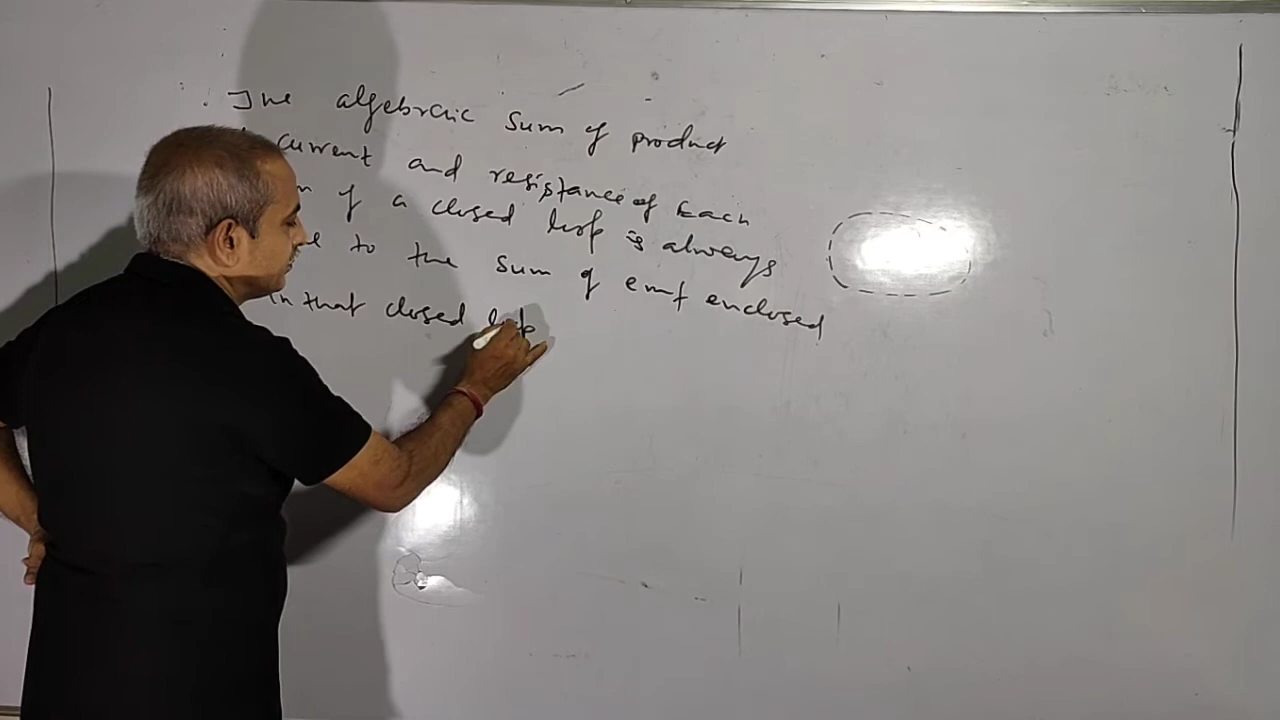 The algebraic sum of product
current and resistance of each
of a closed loop is always
to the sum of emf enclosed
in that closed loop